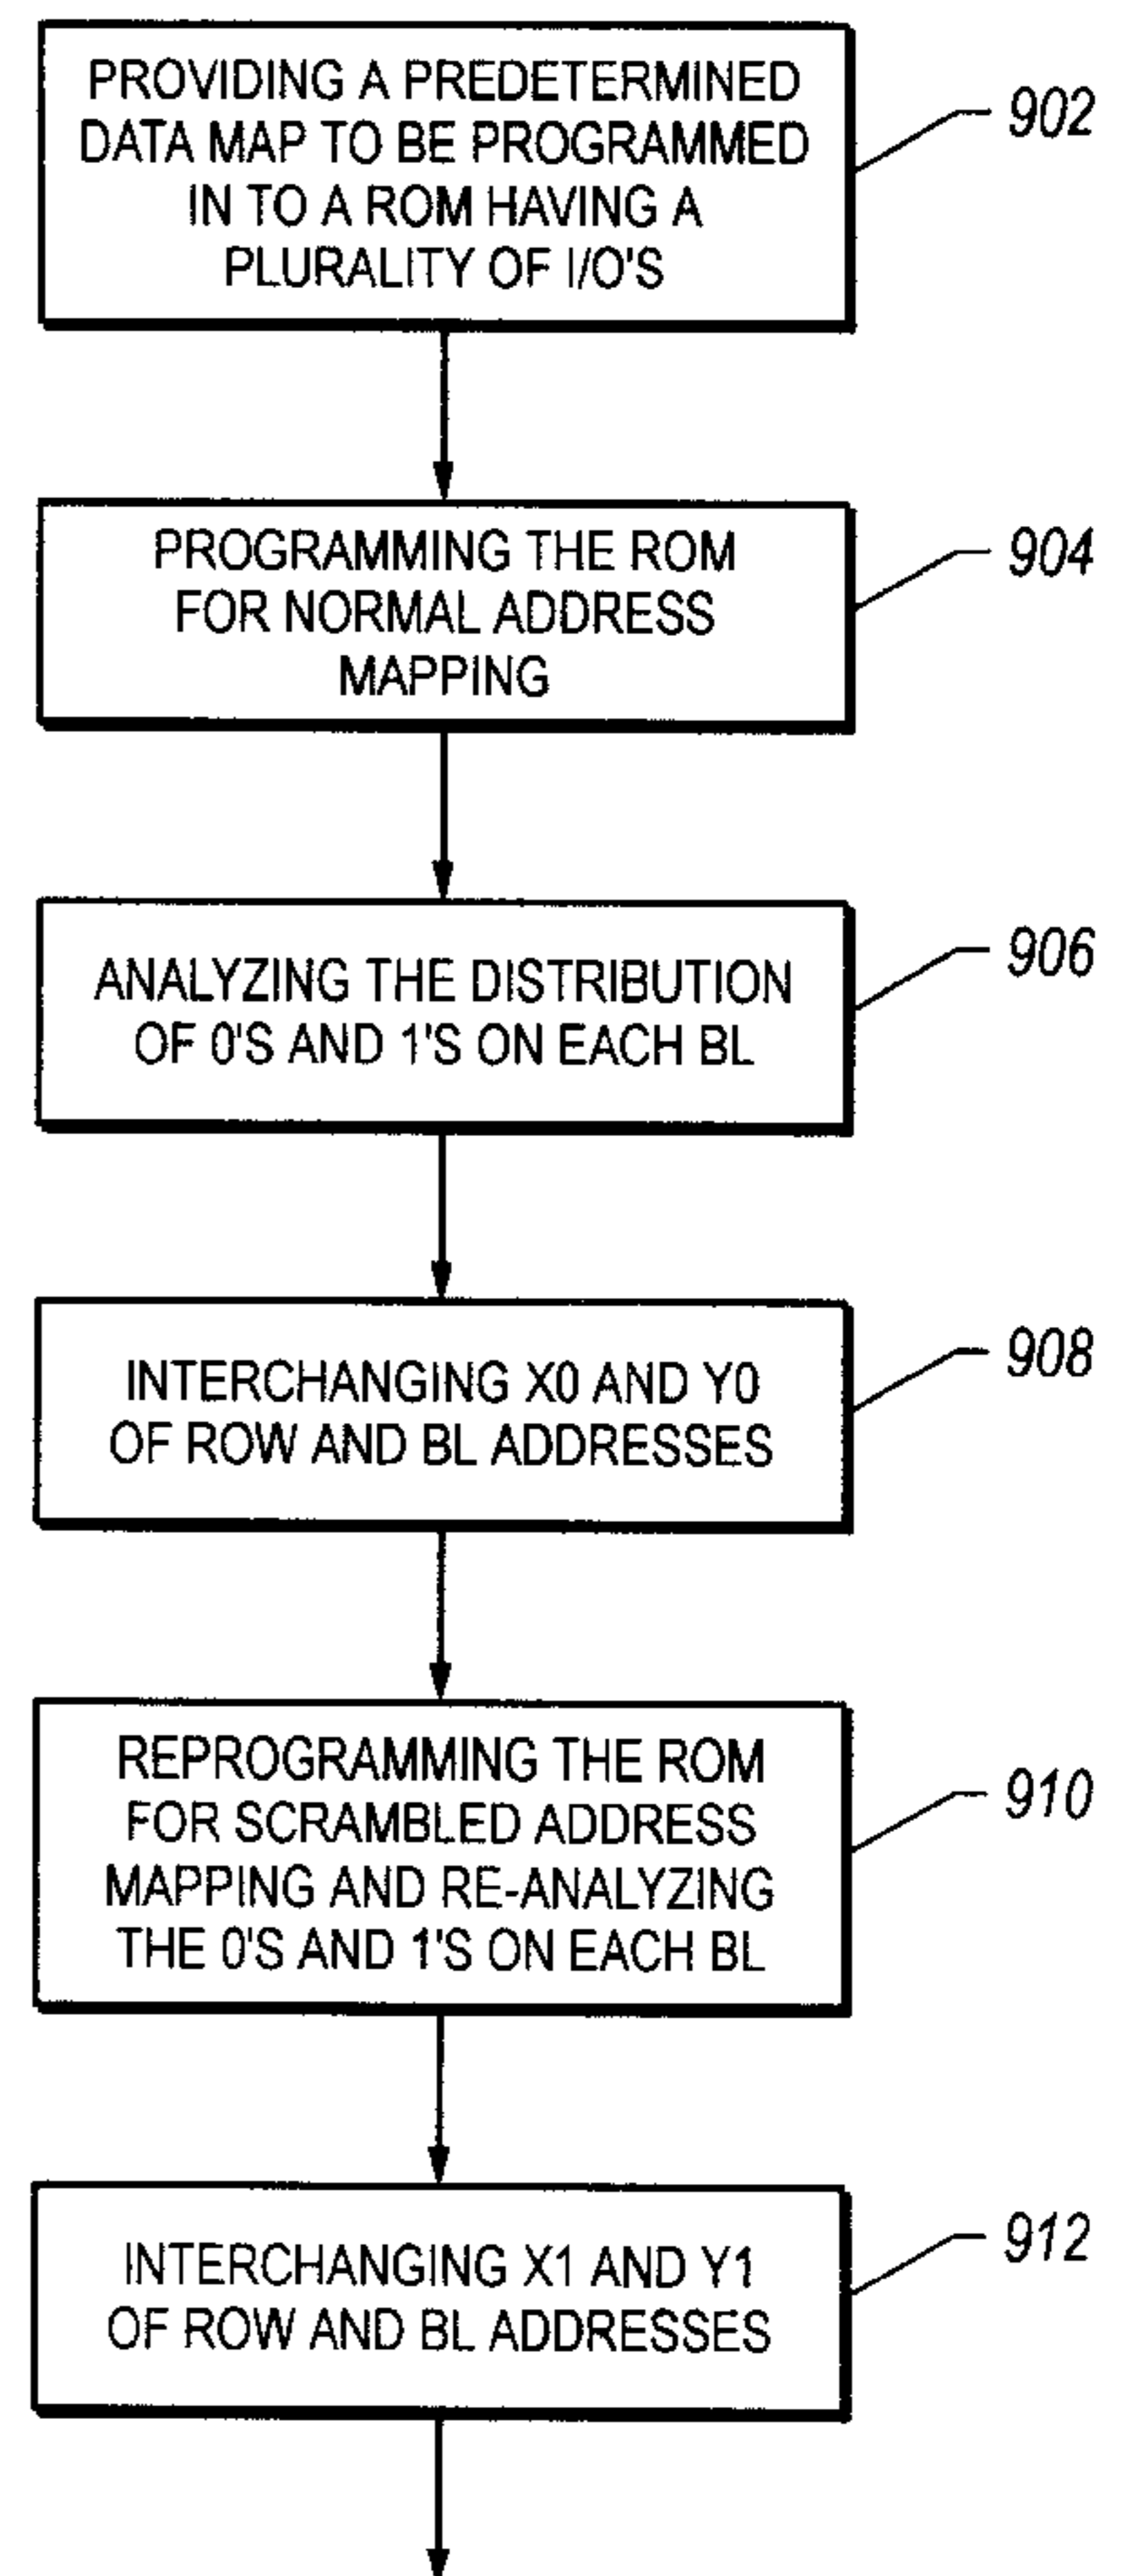 PROVIDING A PREDETERMINED
DATA MAP TO BE PROGRAMMED
IN TO A ROM HAVING A
PLURALITY OF I/O'S
902
PROGRAMMING THE ROM
FOR NORMAL ADDRESS
MAPPING
904
ANALYZING THE DISTRIBUTION
OF 0'S AND 1'S ON EACH BL
906
INTERCHANGING X0 AND Y0
OF ROW AND BL ADDRESSES
908
REPROGRAMMING THE ROM
FOR SCRAMBLED ADDRESS
MAPPING AND RE-ANALYZING
THE 0'S AND 1'S ON EACH BL
910
INTERCHANGING X1 AND Y1
OF ROW AND BL ADDRESSES
912